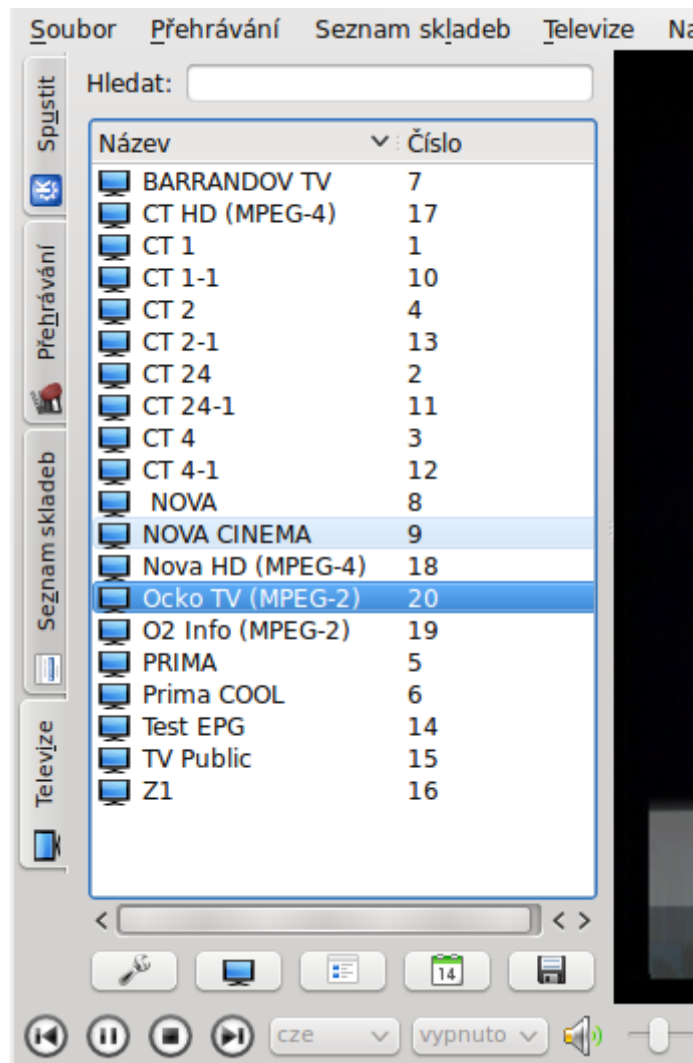 Soubor Přehrávání Seznam skladeb Televize
Spustit
Přehrávání
Seznam skladeb
Televize
Hledat:
Název Číslo
BARRANDOV TV 7
CT HD (MPEG-4) 17
CT 1 1
CT 1-1 10
CT 2 4
CT 2-1 13
CT 24 2
CT 24-1 11
CT 4 3
CT 4-1 12
NOVA 8
NOVA CINEMA 9
Nova HD (MPEG-4) 18
Ocko TV (MPEG-2) 20
O2 Info (MPEG-2) 19
PRIMA 5
Prima COOL 6
Test EPG 14
TV Public 15
Z1 16
14
cze vypnuto